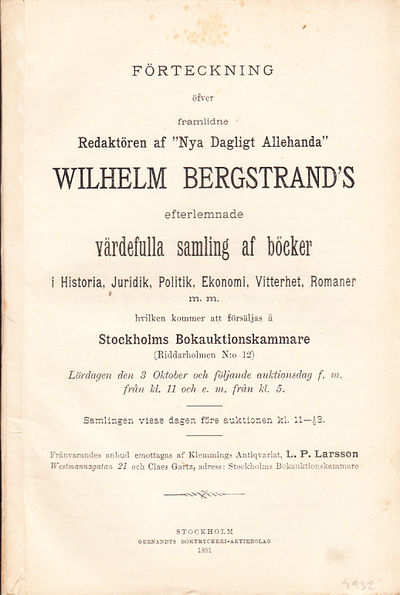 FÖRTECKNING
öfver
framlidne
Redaktören af "Nya Dagligt Allehanda"
WILHELM BERGSTRAND'S
efterlemnade
värdefulla samling af böcker
i Historia, Juridik, Politik, Ekonomi, Vitterhet, Romaner
m. m.
hvilken kommer att försäljas å
Stockholms Bokauktionskammare
(Riddarholmen N:o 12)
Lördagen den 3 Oktober och följande auktionsdag f. m.
från kl. 11 och e. m. från kl. 5.
Samlingen visas dagen före auktionen kl. 11—½3.
Frånvarandes anbud emottagas af Klemmings Antiqvariat, L. P. Larsson
Westmannagatan 21 och Claes Gartz, adress: Stockholms Bokauktionskammare
STOCKHOLM
GERNANDTS BOKTRYCKERI-AKTIEBOLAG
1891